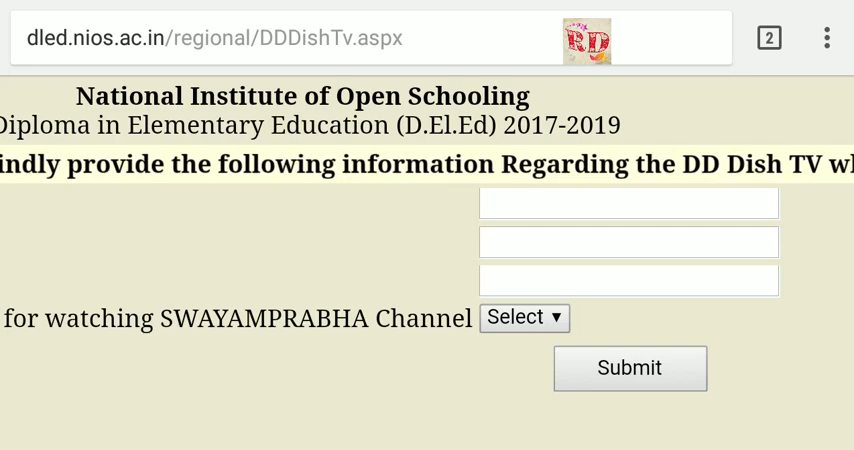 dled.nios.ac.in/regional/DDDishTv.aspx
RD
2
National Institute of Open Schooling
Diploma in Elementary Education (D.El.Ed) 2017-2019
indly provide the following information Regarding the DD Dish TV wh
for watching SWAYAMPRABHA Channel Select ▼
Submit